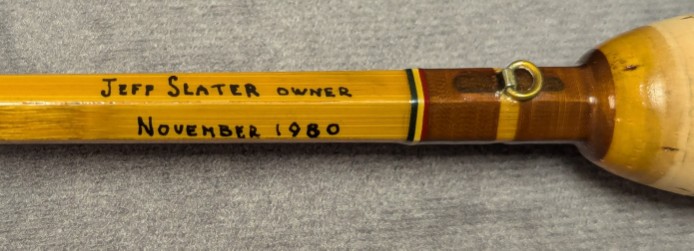 JEFF SLATER OWNER
NOVEMBER 1980